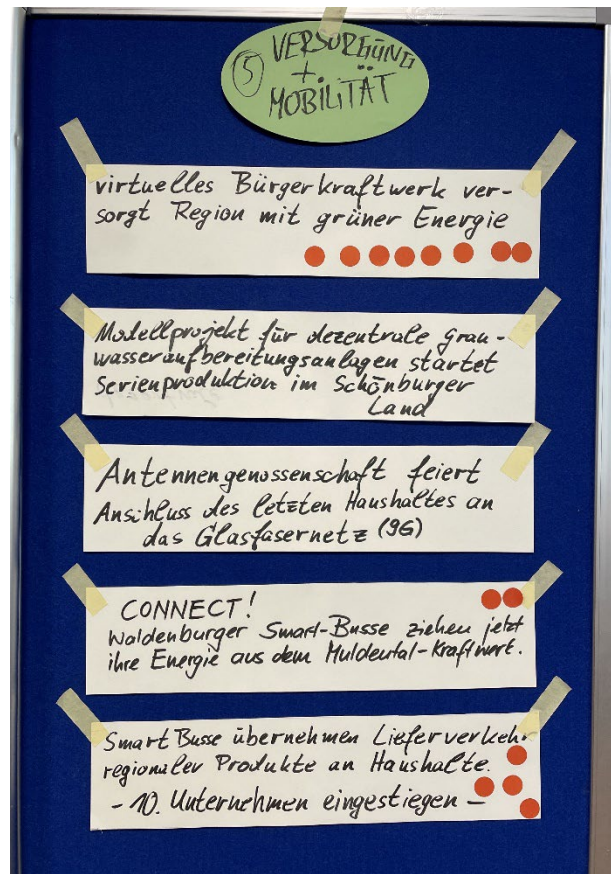 5 VERSORGUNG
+
MOBILITÄT
virtuelles Bürgerkraftwerk ver-
sorgt Region mit grüner Energie
Modellprojekt für dezentrale Grau-
wasseraufbereitungsanlagen startet
Serienproduktion im Schönburger
Land
Antennengenossenschaft feiert
Anschluss des letzten Haushaltes an
das Glasfasernetz (9G)
CONNECT!
Waldenburger Smart-Busse ziehen jetzt
ihre Energie aus dem Muldental-Kraftwerk.
Smart Busse übernehmen Lieferverkehr
regionaler Produkte an Haushalte.
- 10. Unternehmen eingestiegen -